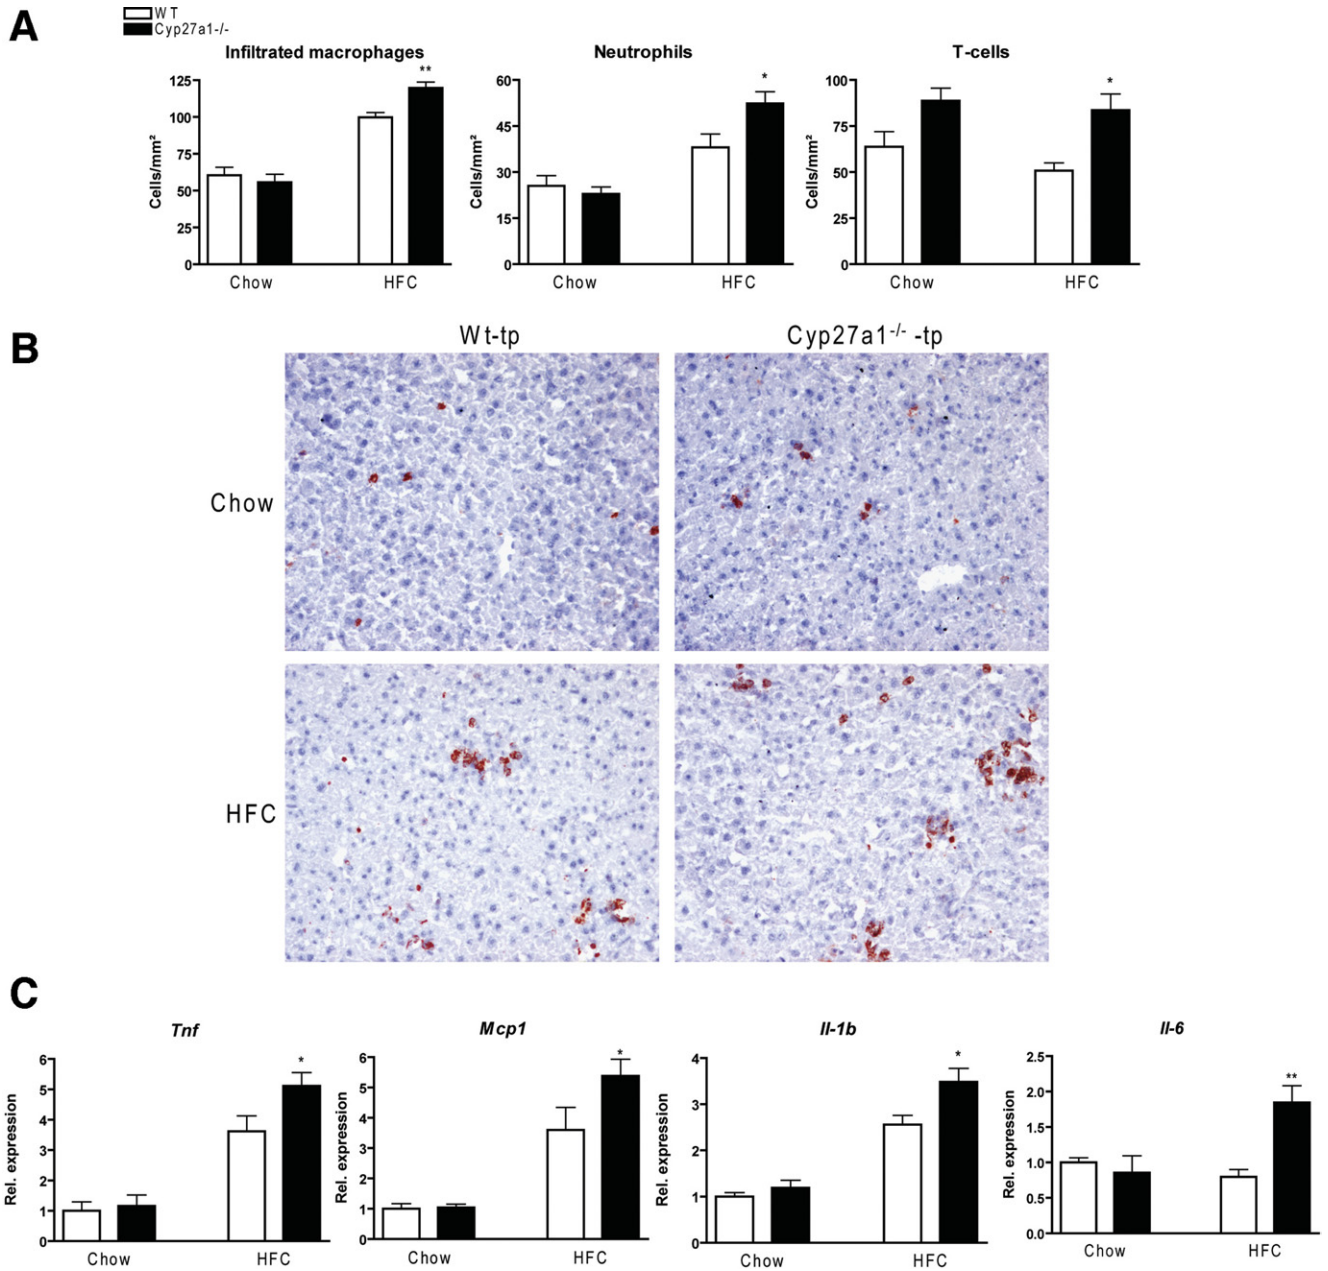 A
WT
Cyp27a1-/-
Infiltrated macrophages
Neutrophils
T-cells
125
100
75
50
25
0
Cells/mm²
**
Chow
HFC
60
45
30
15
0
Cells/mm²
*
Chow
HFC
100
75
50
25
0
Cells/mm²
*
Chow
HFC
B
Wt-tp
Cyp27a1-/- -tp
Chow
HFC
C
Tnf
Mcp1
Il-1b
Il-6
6
5
4
3
2
1
0
Rel. expression
*
Chow
HFC
6
5
4
3
2
1
0
Rel. expression
*
Chow
HFC
4
3
2
1
0
Rel. expression
*
Chow
HFC
2.5
2.0
1.5
1.0
0.5
0.0
Rel. expression
**
Chow
HFC